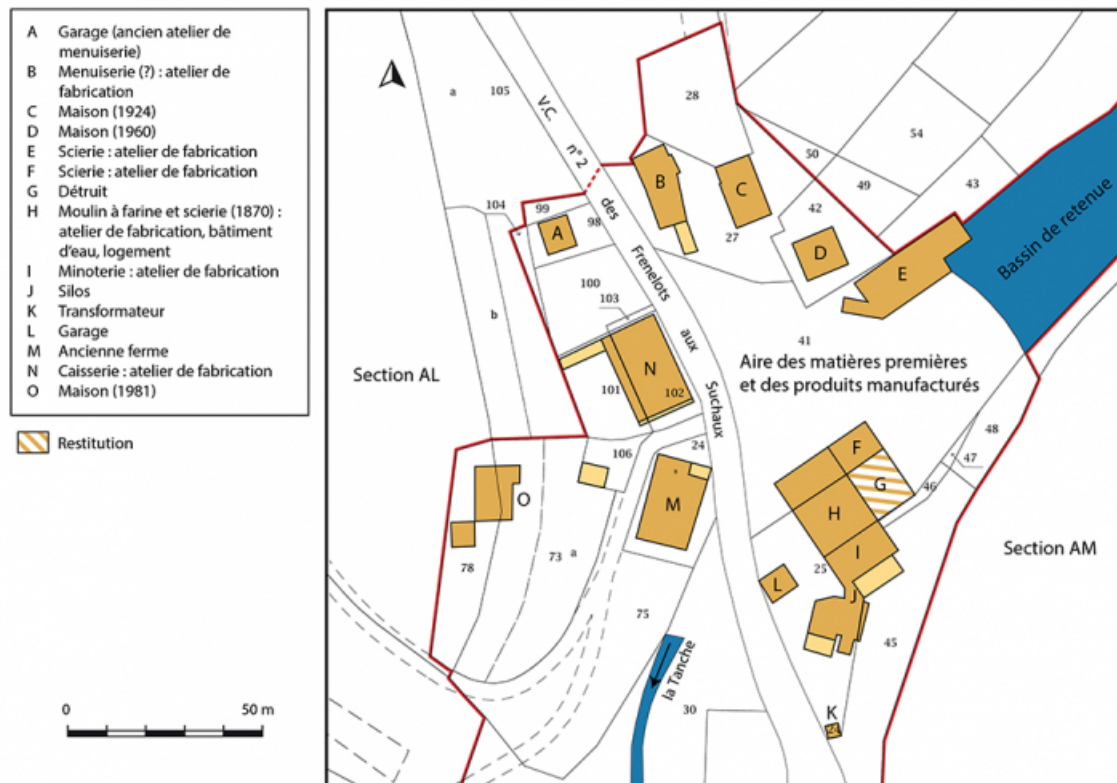 A Garage (ancien atelier de
menuiserie)
B Menuiserie (?) : atelier de
fabrication
C Maison (1924)
D Maison (1960)
E Scierie : atelier de fabrication
F Scierie : atelier de fabrication
G Détruit
H Moulin à farine et scierie (1870) :
atelier de fabrication, bâtiment
d'eau, logement
I Minoterie : atelier de fabrication
J Silos
K Transformateur
L Garage
M Ancienne ferme
N Caisserie : atelier de fabrication
O Maison (1981)
Restitution
0 50 m
a
105
V.C. n° 2 des Frenelots aux Suchaux
28
54
50
49
43
42
B
C
104
99
98
A
27
D
E
Bassin de retenue
100
103
b
41
Aire des matières premières
et des produits manufacturés
Section AL
N
101
102
48
47
46
106
24
F
G
H
M
O
I
Section AM
73
a
78
25
L
J
75
45
la Tanche
30
K